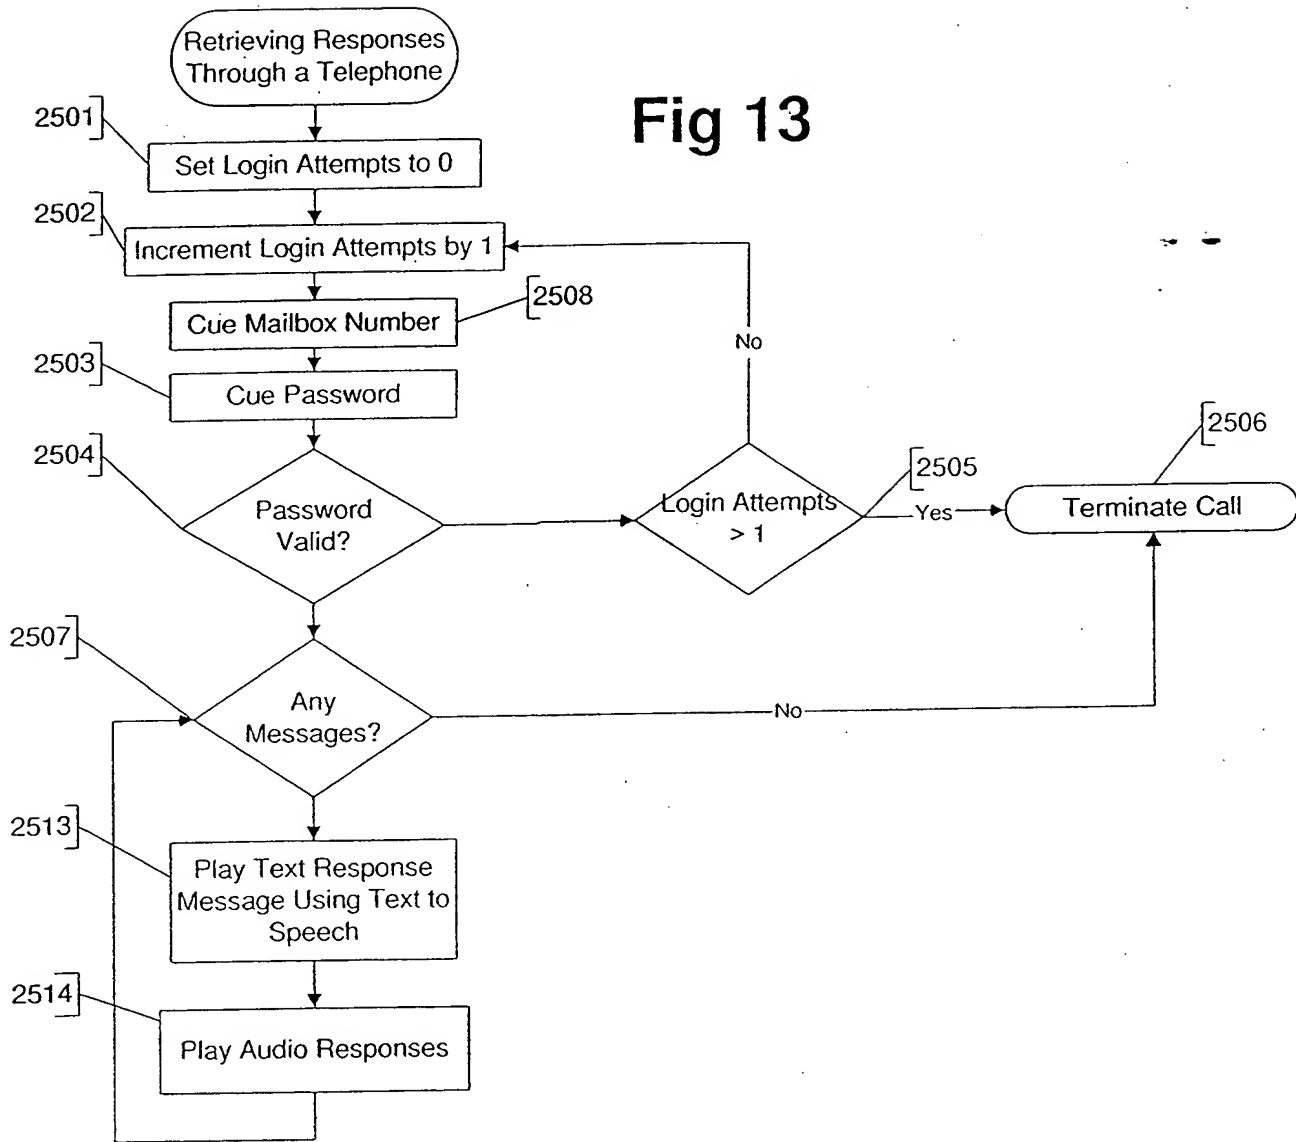 Retrieving Responses
Through a Telephone
Fig 13
2501
Set Login Attempts to 0
2502
Increment Login Attempts by 1
2508
Cue Mailbox Number
No
2503
Cue Password
2504
Password
Valid?
Login Attempts
> 1
2505
Yes
2506
Terminate Call
2507
Any
Messages?
No
2513
Play Text Response
Message Using Text to
Speech
2514
Play Audio Responses